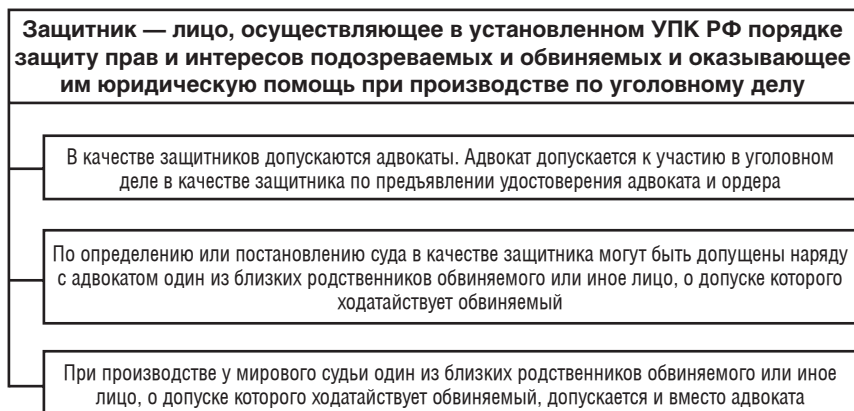 Защитник — лицо, осуществляющее в установленном УПК РФ порядке
защиту прав и интересов подозреваемых и обвиняемых и оказывающее
им юридическую помощь при производстве по уголовному делу
В качестве защитников допускаются адвокаты. Адвокат допускается к участию в уголовном
деле в качестве защитника по предъявлении удостоверения адвоката и ордера
По определению или постановлению суда в качестве защитника могут быть допущены наряду
с адвокатом один из близких родственников обвиняемого или иное лицо, о допуске которого
ходатайствует обвиняемый
При производстве у мирового судьи один из близких родственников обвиняемого или иное
лицо, о допуске которого ходатайствует обвиняемый, допускается и вместо адвоката